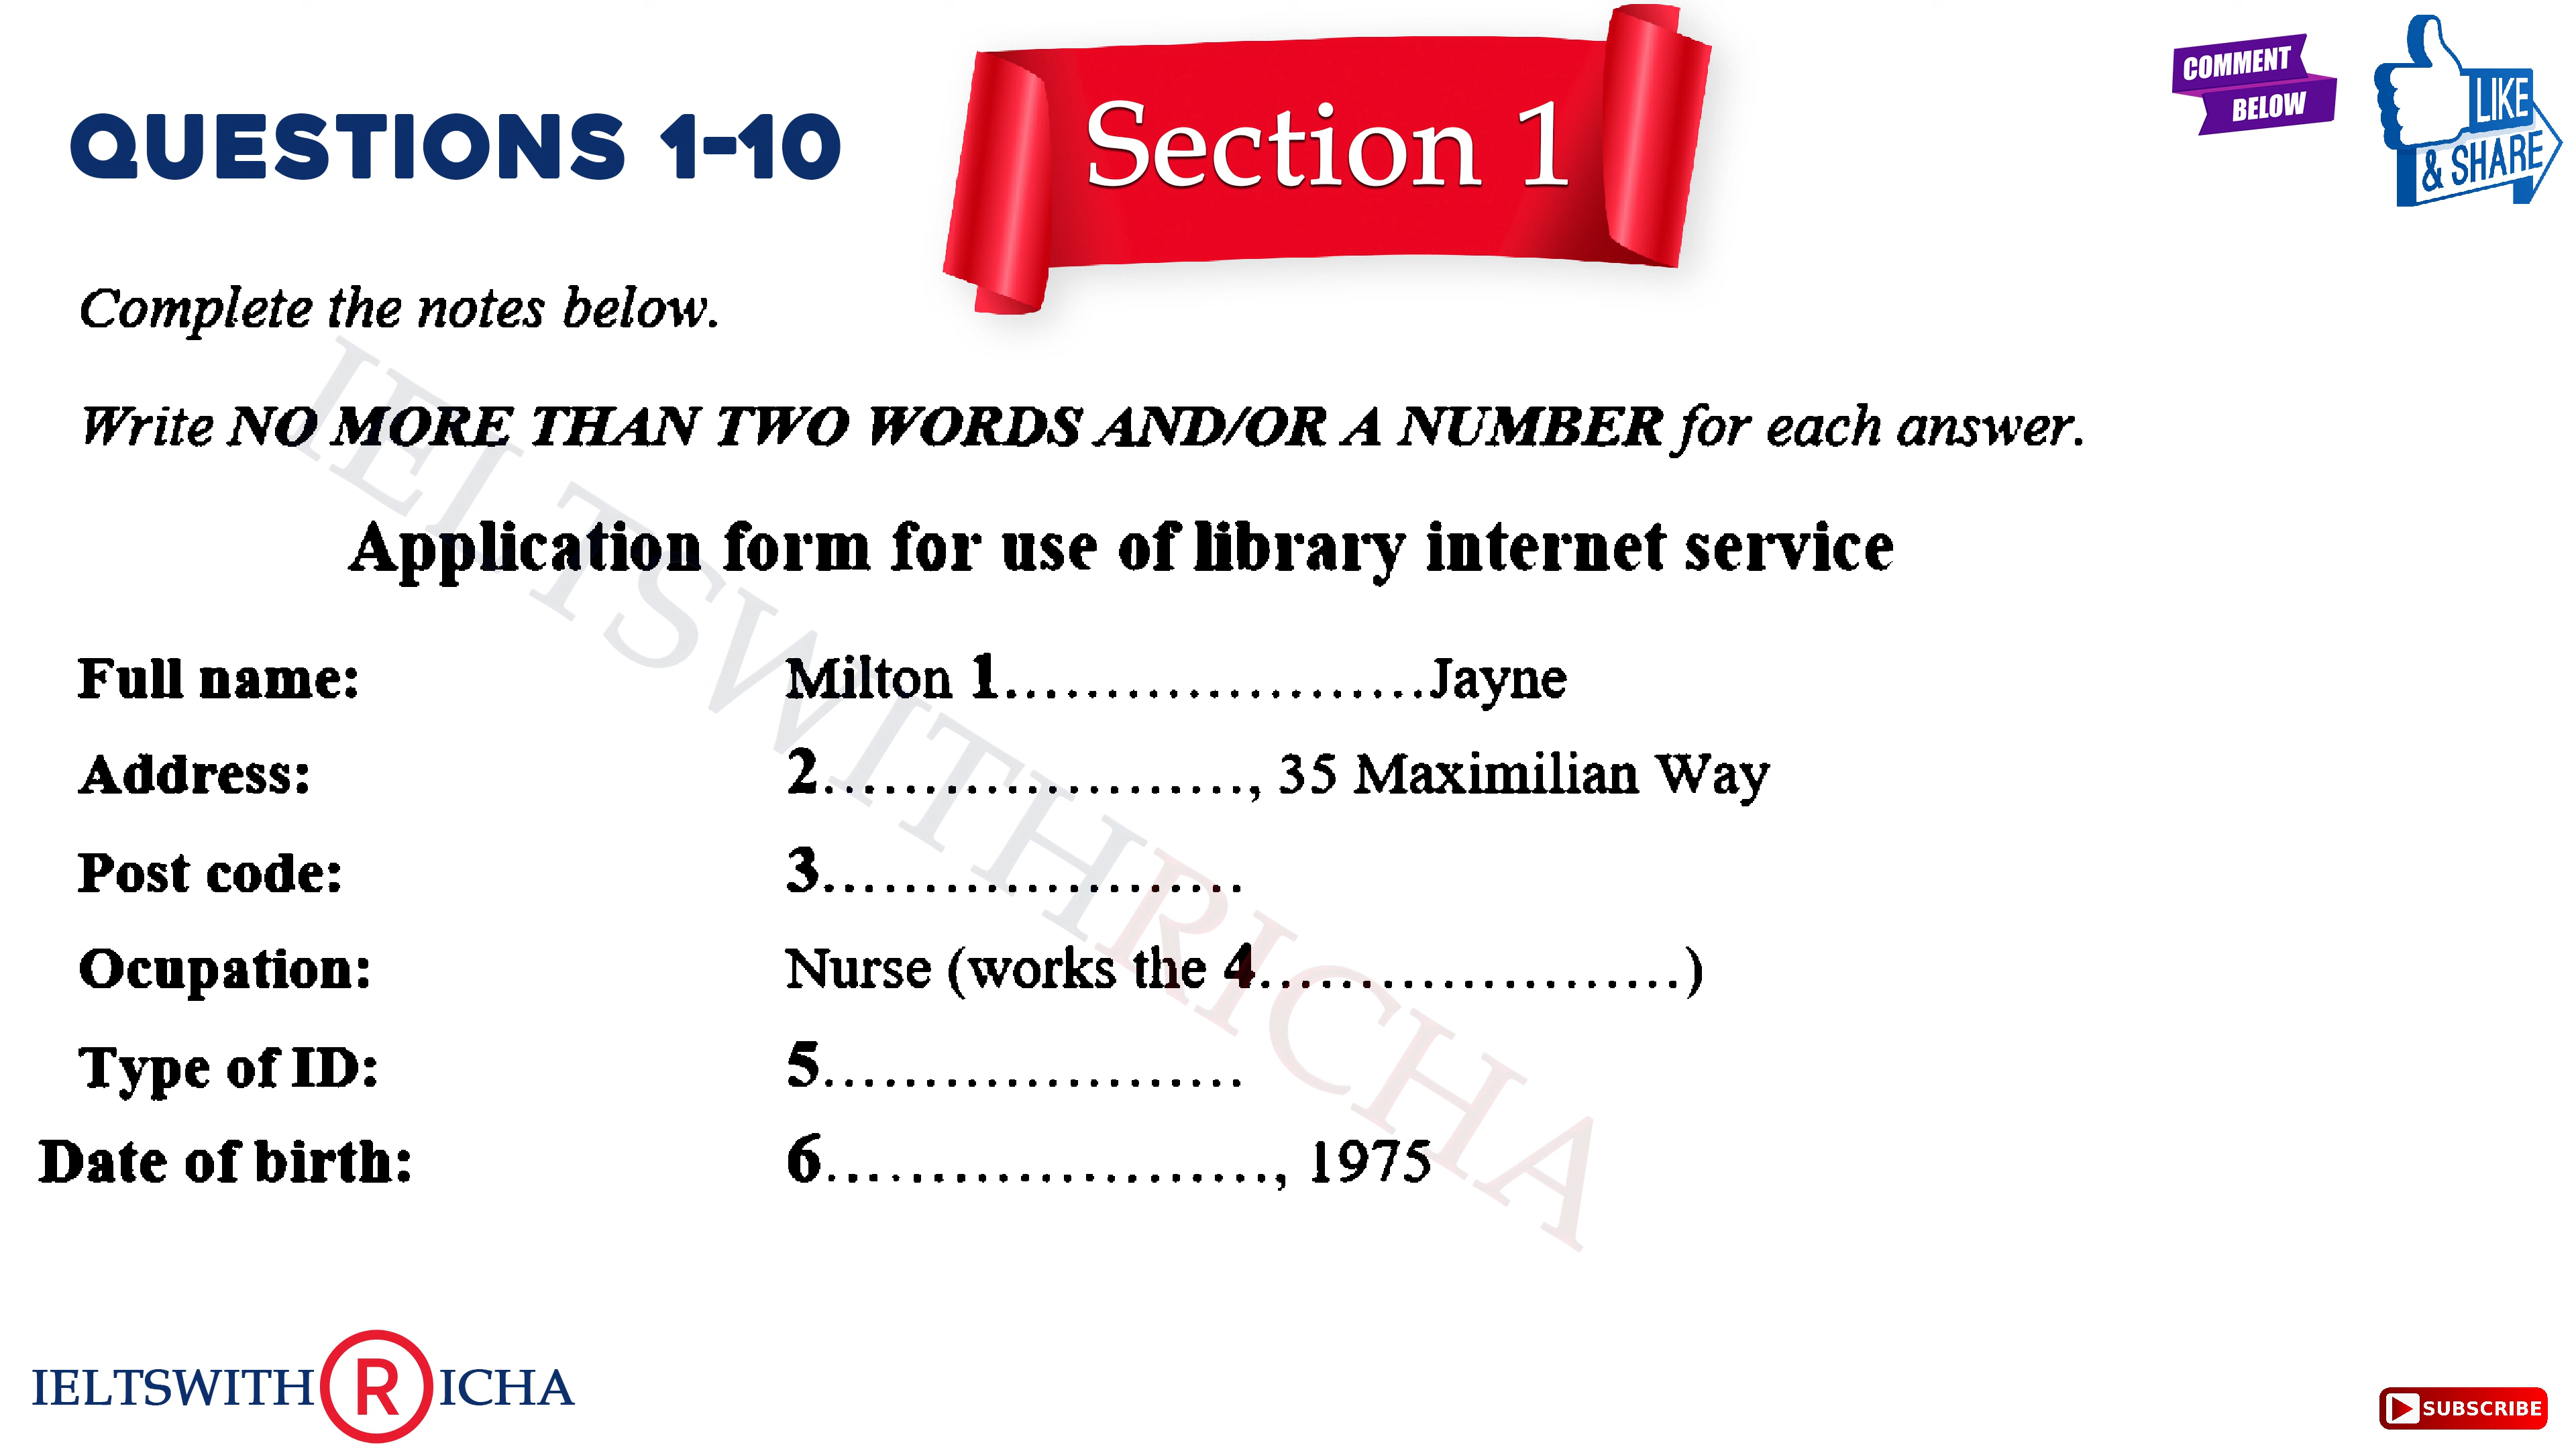 QUESTIONS 1-10
Section 1
COMMENT
BELOW
LIKE
& SHARE
Complete the notes below.
Write NO MORE THAN TWO WORDS AND/OR A NUMBER for each answer.
Application form for use of library internet service
Full name: Milton 1.....................Jayne
Address: 2....................., 35 Maximilian Way
Post code: 3.....................
Ocupation: Nurse (works the 4.....................)
Type of ID: 5.....................
Date of birth: 6....................., 1975
IELTSWITHRICHA
IELTSWITHRICHA
SUBSCRIBE